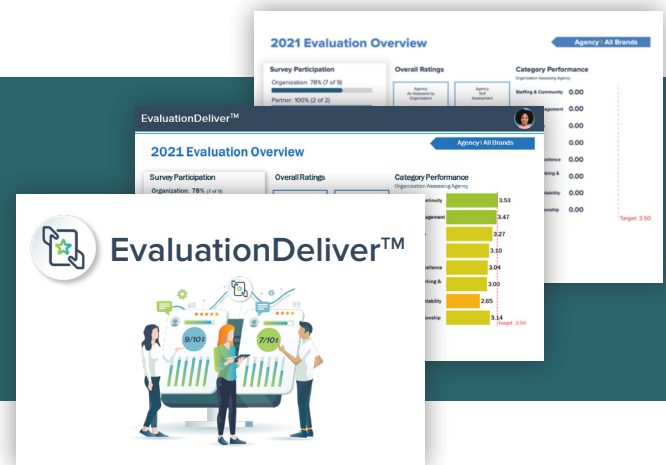 2021 Evaluation Overview
Agency | All Brands
Survey Participation
Organization: 78% (7 of 9)
Partner: 100% (2 of 2)
Overall Ratings
Agency
As Assessed by
Organization
Agency
Self
Assessment
Category Performance
Organization Assessing Agency
Staffing & Community 0.00
0.00
0.00
0.00
0.00
0.00
0.00
0.00
Target: 3.50
EvaluationDeliver™
2021 Evaluation Overview
Agency | All Brands
Survey Participation
Organization: 78% (7 of 9)
Overall Ratings
Category Performance
Organization Assessing Agency
3.53
3.47
3.27
3.10
3.04
3.00
2.65
3.14
Target: 3.50
EvaluationDeliver™
9/10
7/10